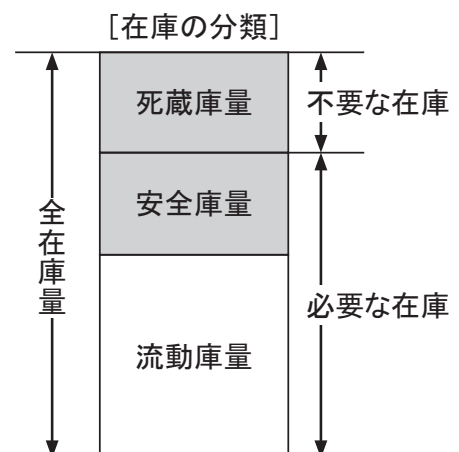 ［在庫の分類］
死蔵庫量
不要な在庫
安全庫量
全在庫量
必要な在庫
流動庫量